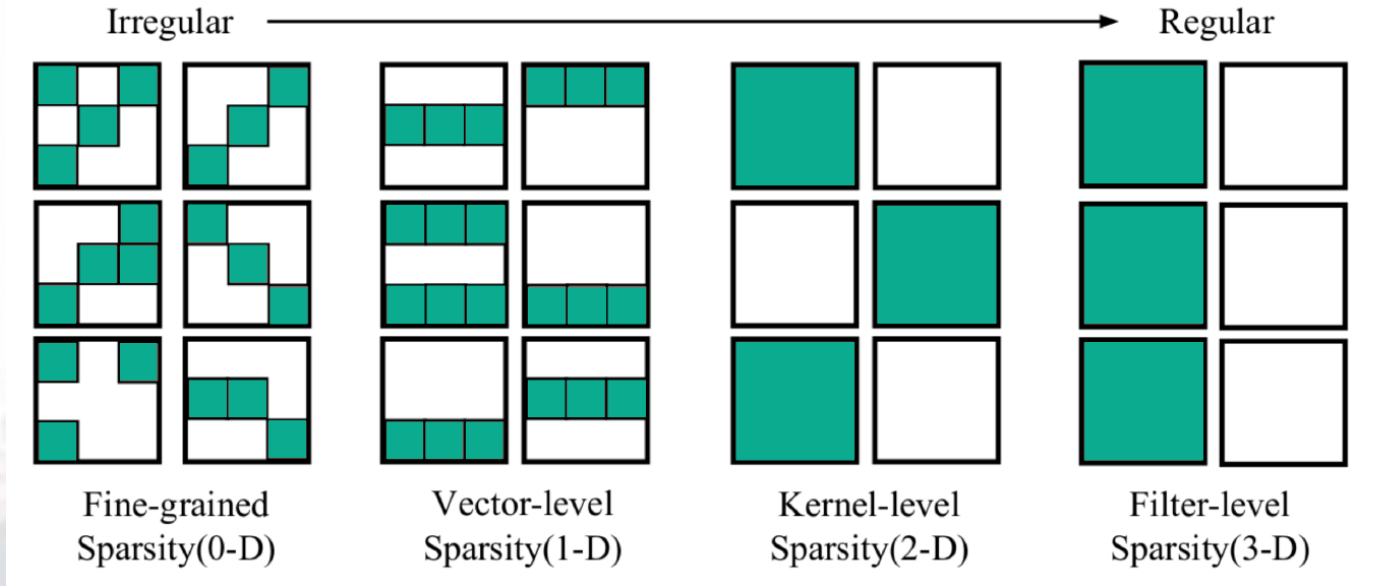 Irregular
Regular
Fine-grained
Sparsity(0-D)
Vector-level
Sparsity(1-D)
Kernel-level
Sparsity(2-D)
Filter-level
Sparsity(3-D)